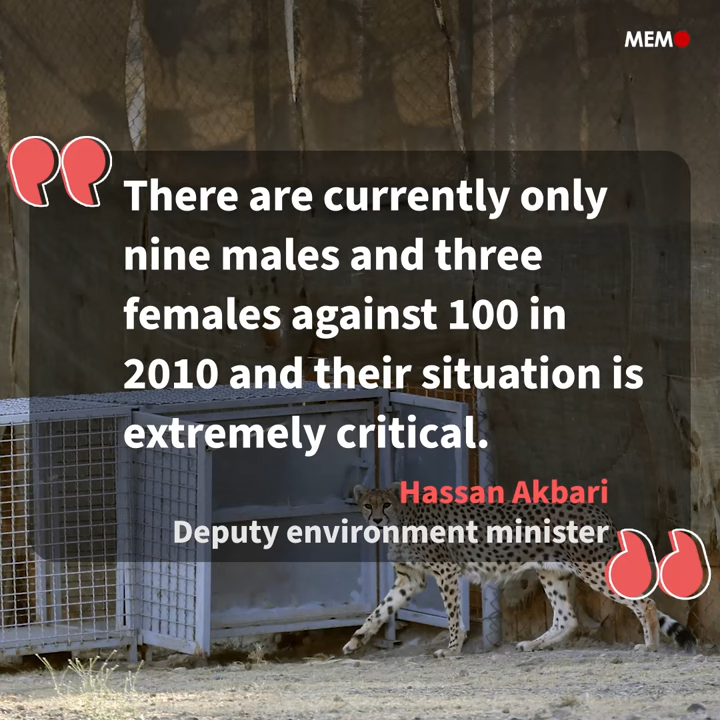 MEMO
There are currently only
nine males and three
females against 100 in
2010 and their situation is
extremely critical.
Hassan Akbari
Deputy environment minister